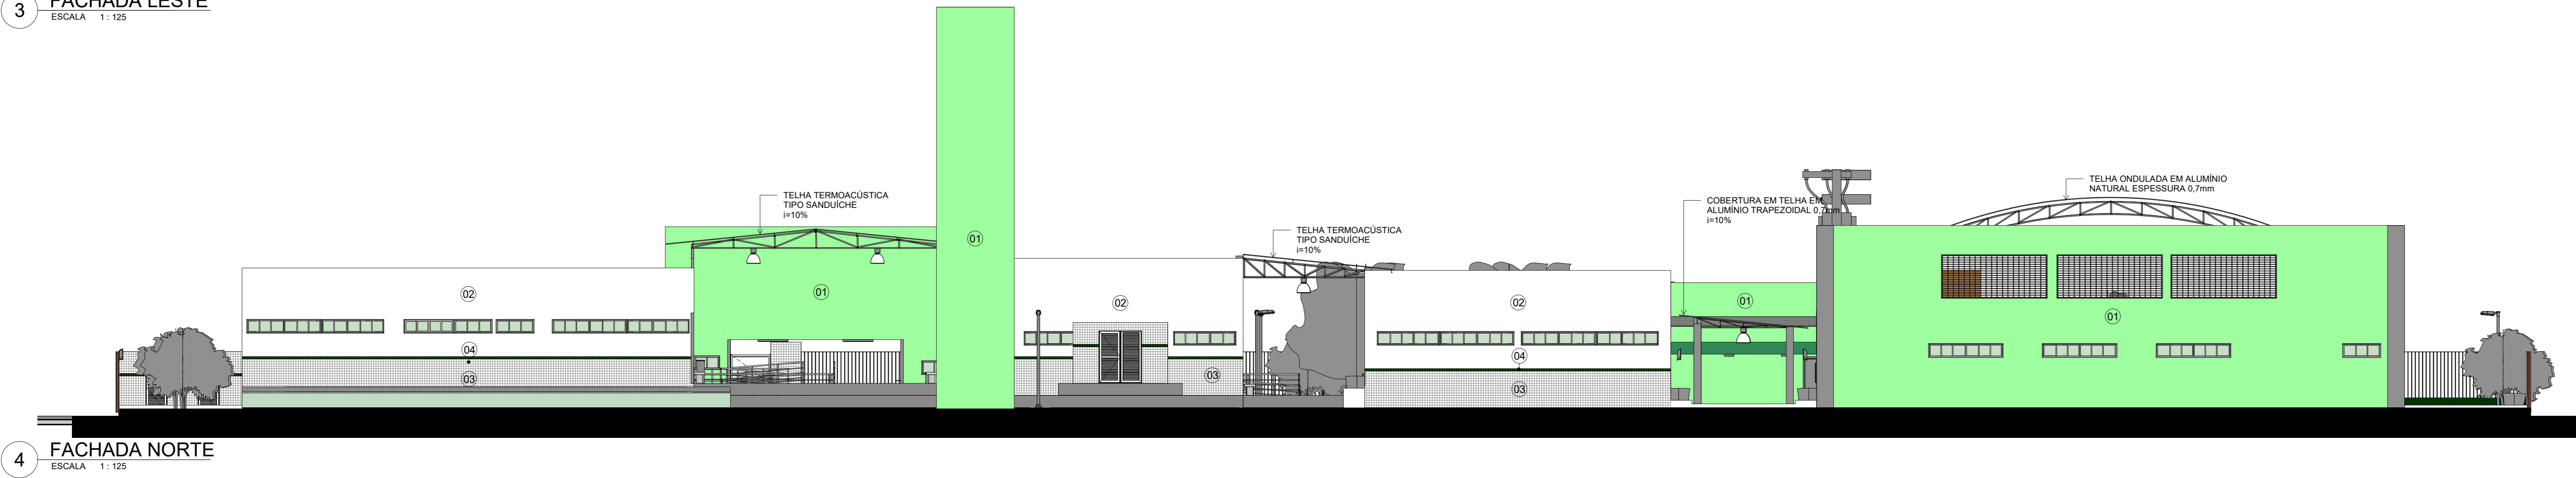 3
FACHADA LESTE
ESCALA 1 : 125
TELHA TERMOACÚSTICA
TIPO SANDUÍCHE
i=10%
TELHA TERMOACÚSTICA
TIPO SANDUÍCHE
i=10%
COBERTURA EM TELHA EM
ALUMÍNIO TRAPEZOIDAL 0,7mm
i=10%
TELHA ONDULADA EM ALUMÍNIO
NATURAL ESPESSURA 0,7mm
01
02
01
02
02
01
01
04
03
03
04
03
4
FACHADA NORTE
ESCALA 1 : 125